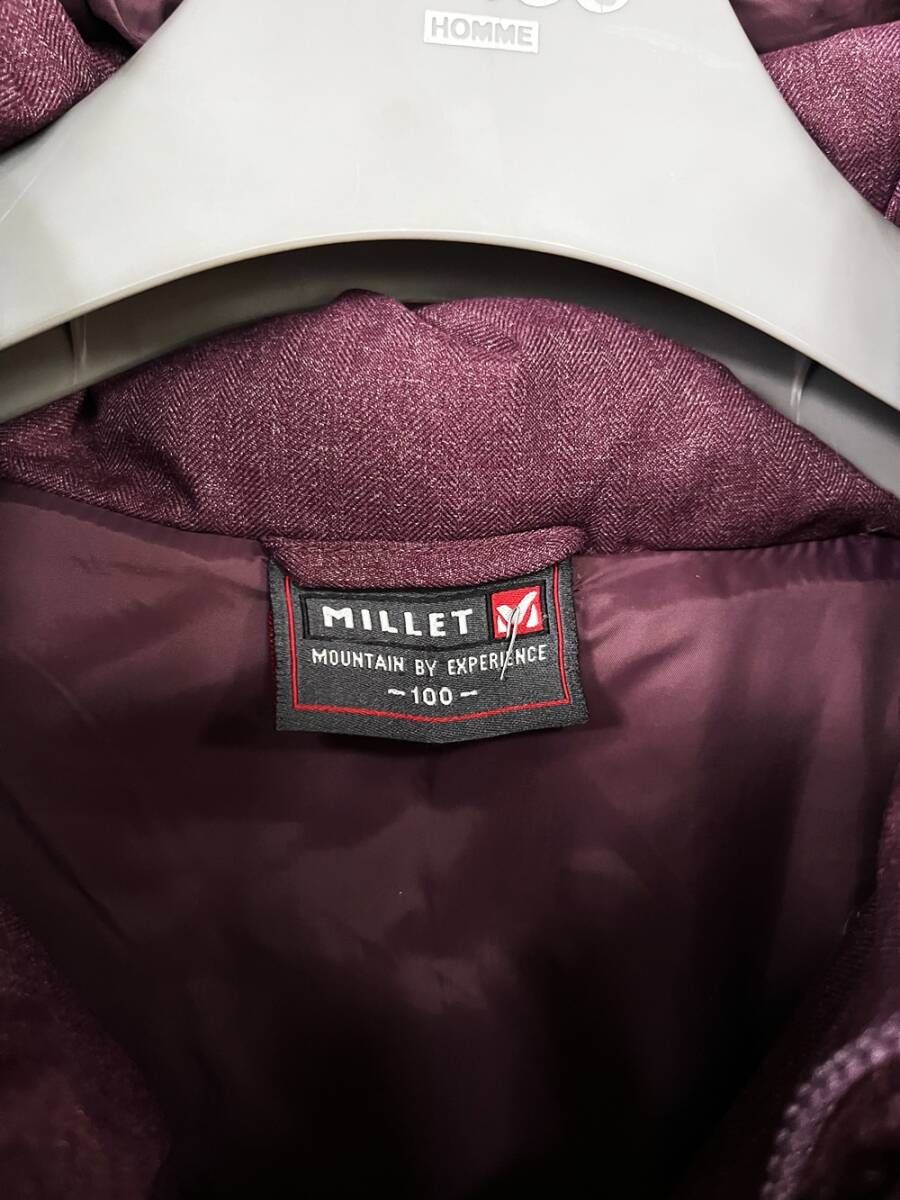 HOMME
MILLET
MOUNTAIN BY EXPERIENCE
~100~